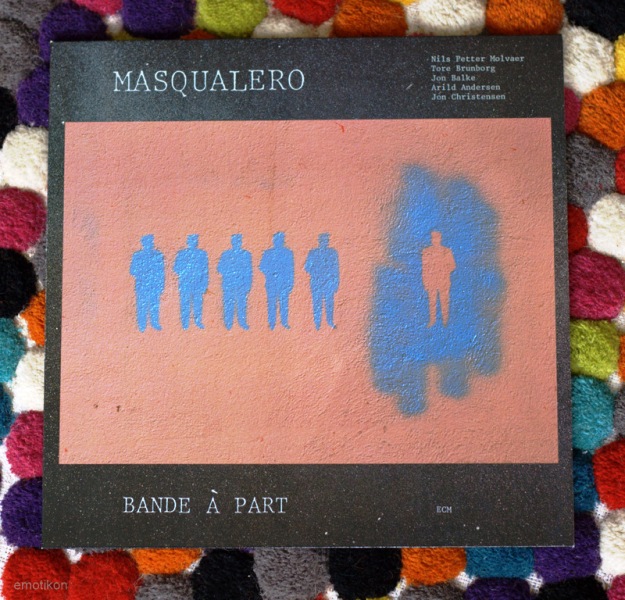 MASQUALERO
Nils Petter Molvaer
Tore Brunborg
Jon Balke
Arild Andersen
Jon Christensen
BANDE À PART
ECM
emotikon